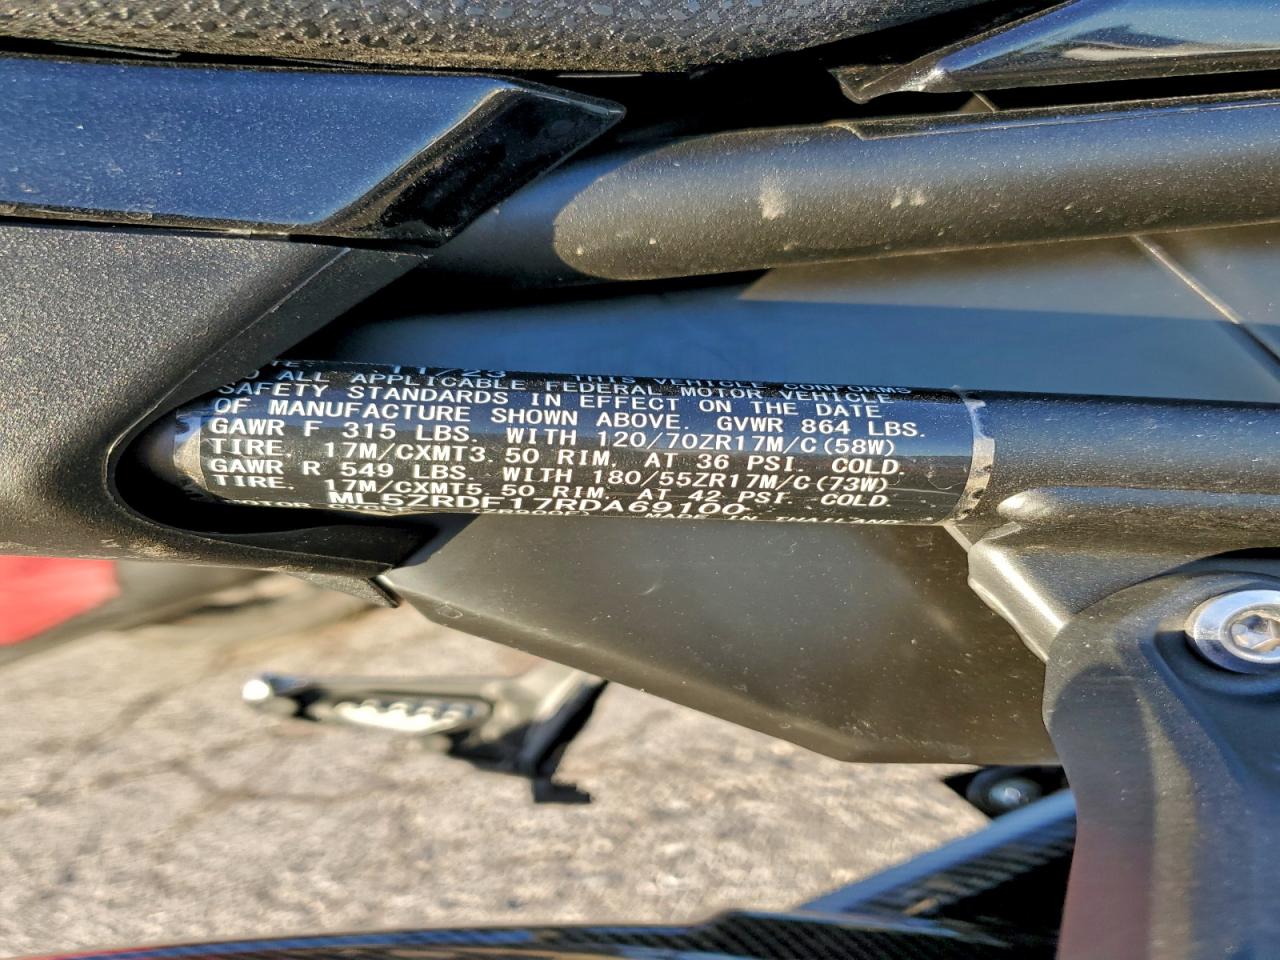 TE: 11/23 THIS VEHICLE CONFORMS
TO ALL APPLICABLE FEDERAL MOTOR VEHICLE
SAFETY STANDARDS IN EFFECT ON THE DATE
OF MANUFACTURE SHOWN ABOVE. GVWR 864 LBS.
GAWR F 315 LBS. WITH 120/70ZR17M/C(58W)
TIRE. 17M/CXMT3.50 RIM. AT 36 PSI. COLD.
GAWR R 549 LBS. WITH 180/55ZR17M/C(73W)
TIRE. 17M/CXMT5.50 RIM. AT 42 PSI. COLD.
ML5ZRDF17RDA69100
MADE IN THAILAND